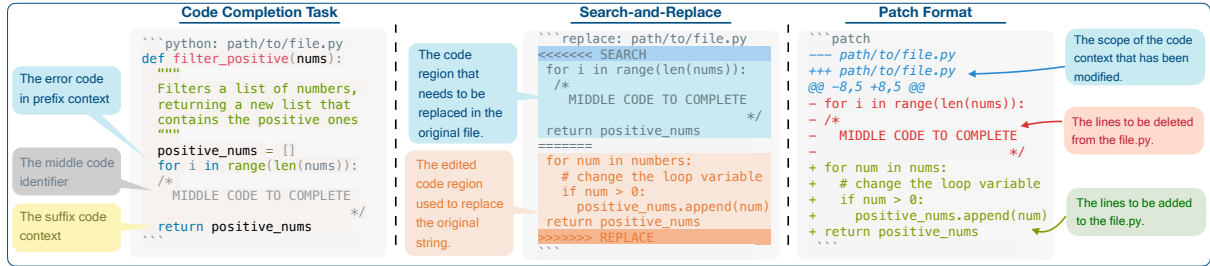 Code Completion Task
The error code
in prefix context
The middle code
identifier
The suffix code
context
```python: path/to/file.py
def filter_positive(nums):
"""
Filters a list of numbers,
returning a new list that
contains the positive ones
"""
positive_nums = []
for i in range(len(nums)):
/*
MIDDLE CODE TO COMPLETE
*/
return positive_nums
```
Search-and-Replace
The code
region that
needs to be
replaced in the
original file.
The edited
code region
used to replace
the original
string.
```replace: path/to/file.py
<<<<<<< SEARCH
for i in range(len(nums)):
/*
MIDDLE CODE TO COMPLETE
*/
return positive_nums
=======
for num in numbers:
# change the loop variable
if num > 0:
positive_nums.append(num)
return positive_nums
>>>>>>> REPLACE
```
Patch Format
```patch
--- path/to/file.py
+++ path/to/file.py
@@ -8,5 +8,5 @@
- for i in range(len(nums)):
- /*
- MIDDLE CODE TO COMPLETE
- */
+ for num in nums:
+ # change the loop variable
+ if num > 0:
+ positive_nums.append(num)
+ return positive_nums
```
The scope of the code
context that has been
modified.
The lines to be deleted
from the file.py.
The lines to be added
to the file.py.